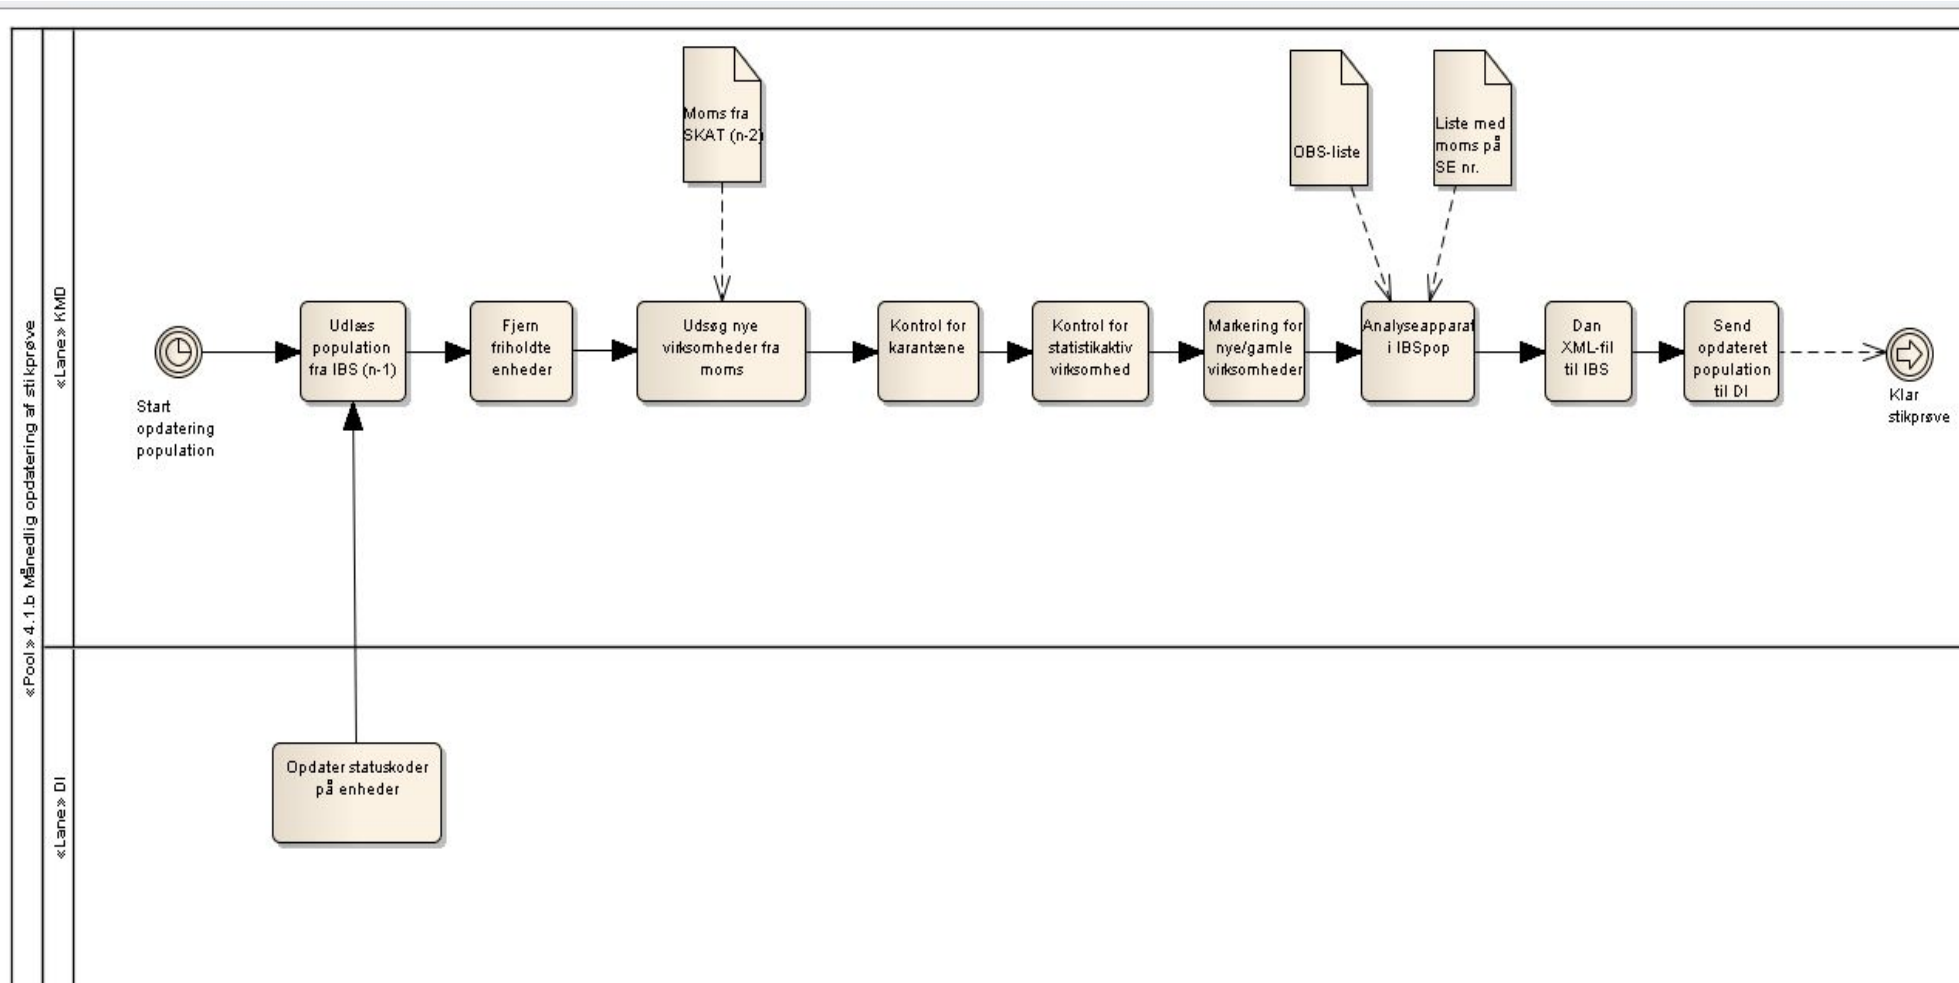 «Pool» 4.1.b Månedlig opdatering af stikprøve
«Lane» KMD
Moms fra
SKAT (n-2)
OBS-liste
Liste med
moms på
SE nr.
Start
opdatering
population
Udlæs
population
fra IBS (n-1)
Fjern
friholdte
enheder
Udsøg nye
virksomheder fra
moms
Kontrol for
karantæne
Kontrol for
statistikaktiv
virksomhed
Markering for
nye/gamle
virksomheder
Analyseapparat
i IBSpop
Dan
XML-fil
til IBS
Send
opdateret
population
til DI
Klar
stikprøve
«Lane» DI
Opdater statuskoder
på enheder